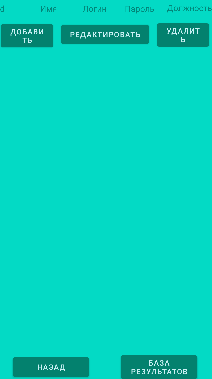 d Имя Логин Пароль Должность
ДОБАВИ
ТЬ
РЕДАКТИРОВАТЬ
УДАЛИТ
Ь
НАЗАД
БАЗА
РЕЗУЛЬТАТОВ